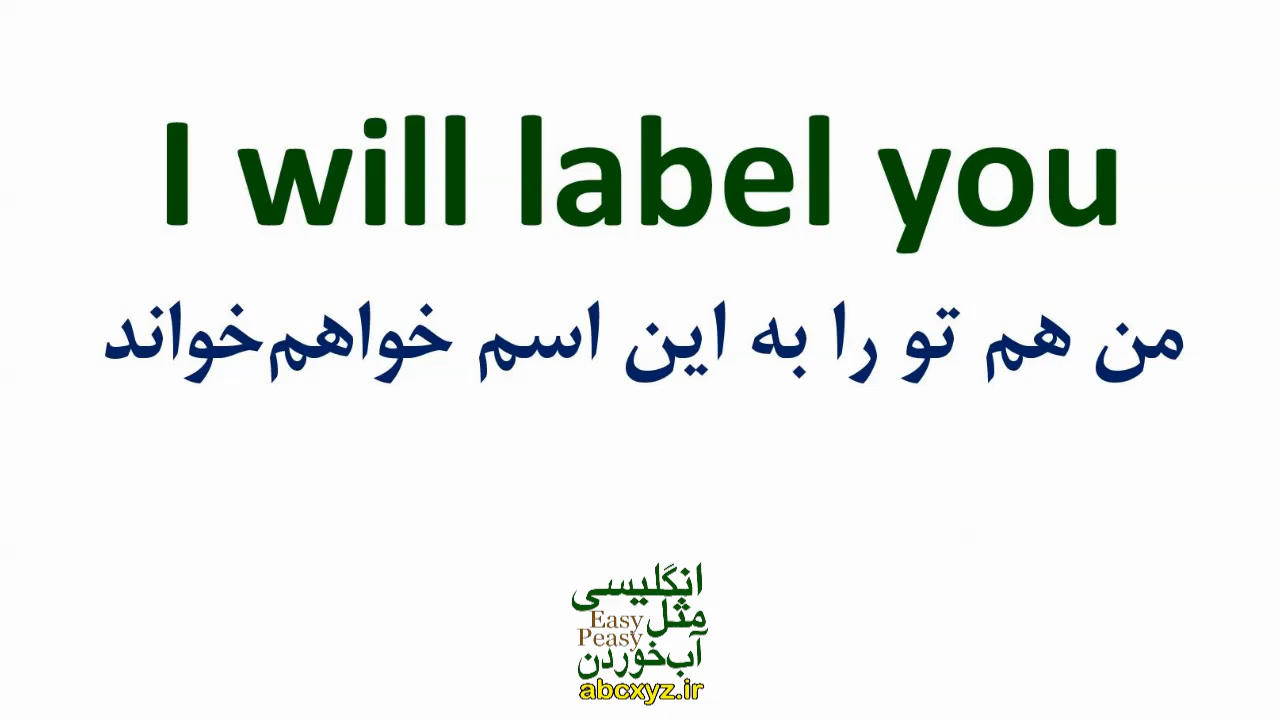 I will label you
من هم تو را به این اسم خواهم‌خواند
انگلیسی
مثل Easy
Peasy
آب‌خوردن
abcxyz.ir